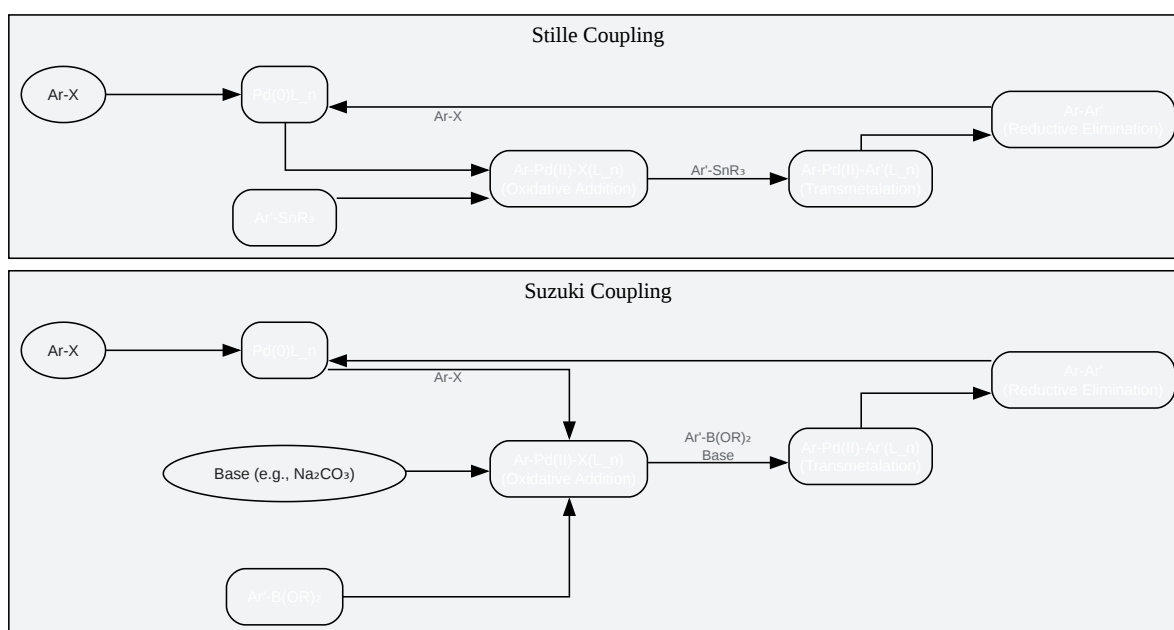 Stille Coupling
Ar-X
Pd(0)L_n
Ar-X
Ar-Ar'
(Reductive Elimination)
Ar-Pd(II)-X(L_n)
(Oxidative Addition)
Ar'-SnR₃
Ar-Pd(II)-Ar'(L_n)
(Transmetalation)
Ar'-SnR₃
Suzuki Coupling
Ar-X
Pd(0)L_n
Ar-X
Ar-Ar'
(Reductive Elimination)
Base (e.g., Na₂CO₃)
Ar-Pd(II)-X(L_n)
(Oxidative Addition)
Ar'-B(OR)₂
Base
Ar-Pd(II)-Ar'(L_n)
(Transmetalation)
Ar'-B(OR)₂